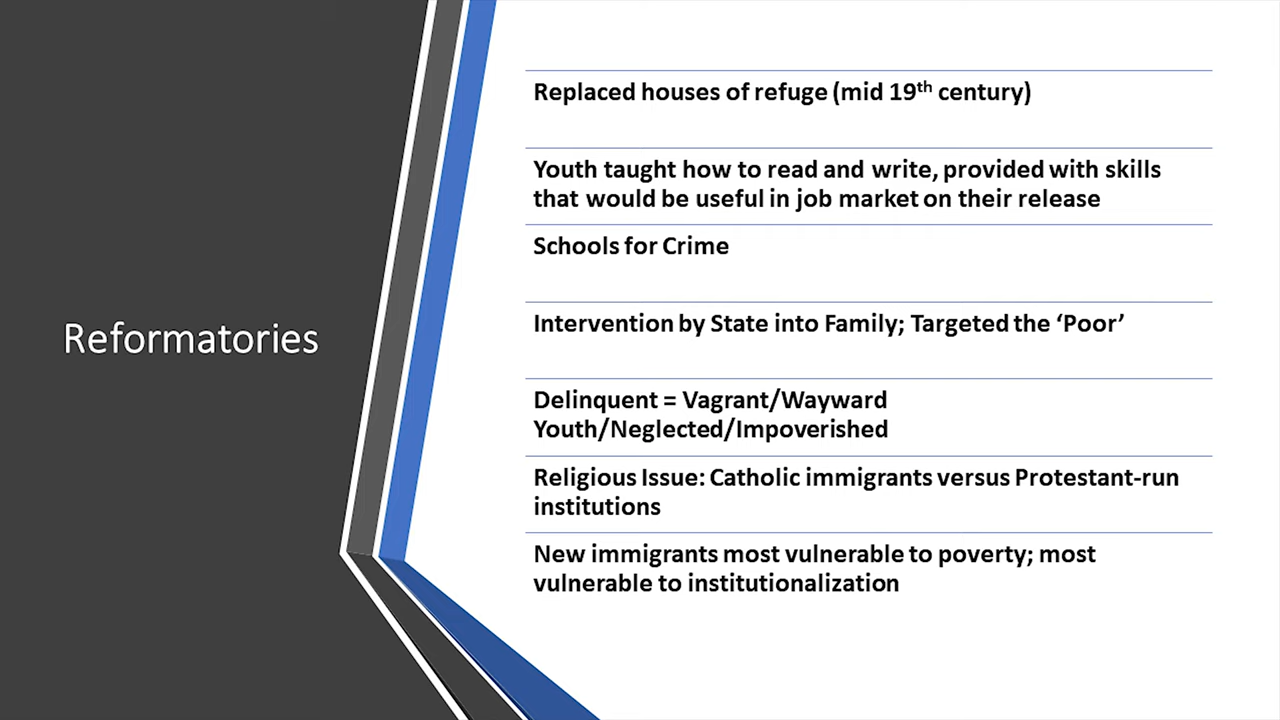 Reformatories
Replaced houses of refuge (mid 19th century)
Youth taught how to read and write, provided with skills
that would be useful in job market on their release
Schools for Crime
Intervention by State into Family; Targeted the ‘Poor’
Delinquent = Vagrant/Wayward
Youth/Neglected/Impoverished
Religious Issue: Catholic immigrants versus Protestant-run
institutions
New immigrants most vulnerable to poverty; most
vulnerable to institutionalization